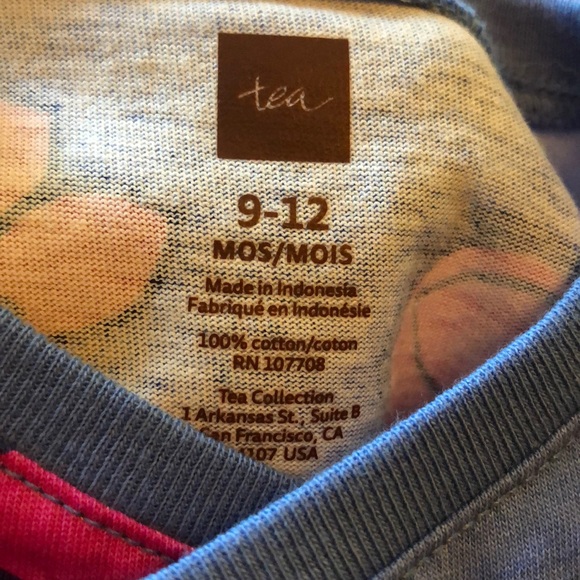 tea
9-12
MOS/MOIS
Made in Indonesia
Fabriqué en Indonésie
100% cotton/coton
RN 107708
Tea Collection
1 Arkansas St., Suite B
San Francisco, CA
4107 USA